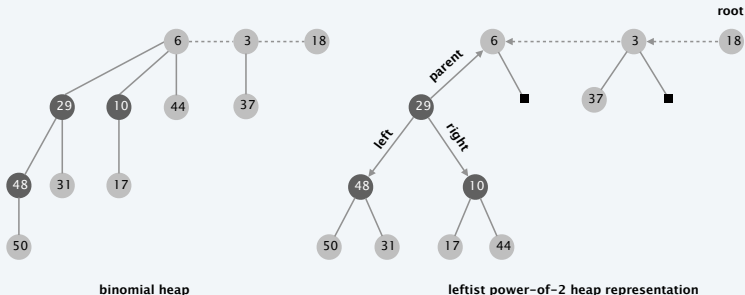 root
6 3 18 6 3 18
parent
29 10 44 37 29 37
left right
48 31 17 48 10
50 50 31 17 44
binomial heap leftist power-of-2 heap representation